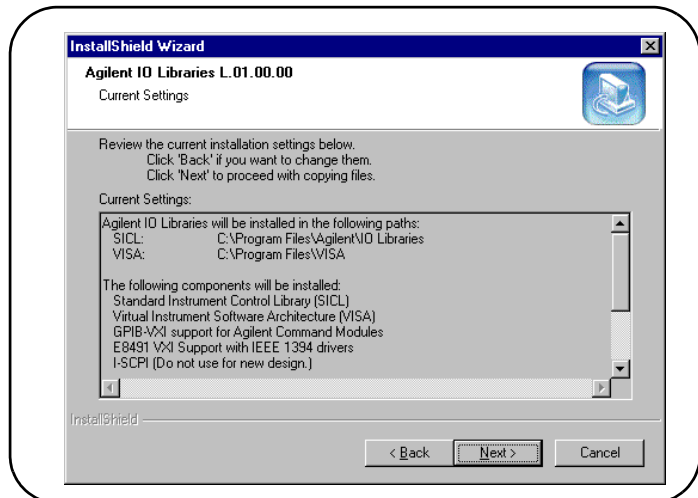 InstallShield Wizard
Agilent IO Libraries L.01.00.00
Current Settings
Review the current installation settings below.
Click 'Back' if you want to change them.
Click 'Next' to proceed with copying files.
Current Settings:
Agilent IO Libraries will be installed in the following paths:
SICL: C:\Program Files\Agilent\IO Libraries
VISA: C:\Program Files\VISA
The following components will be installed:
Standard Instrument Control Library (SICL)
Virtual Instrument Software Architecture (VISA)
GPIB-VXI support for Agilent Command Modules
E8491 VXI Support with IEEE 1394 drivers
I-SCPI (Do not use for new design.)
InstallShield
< Back Next > Cancel